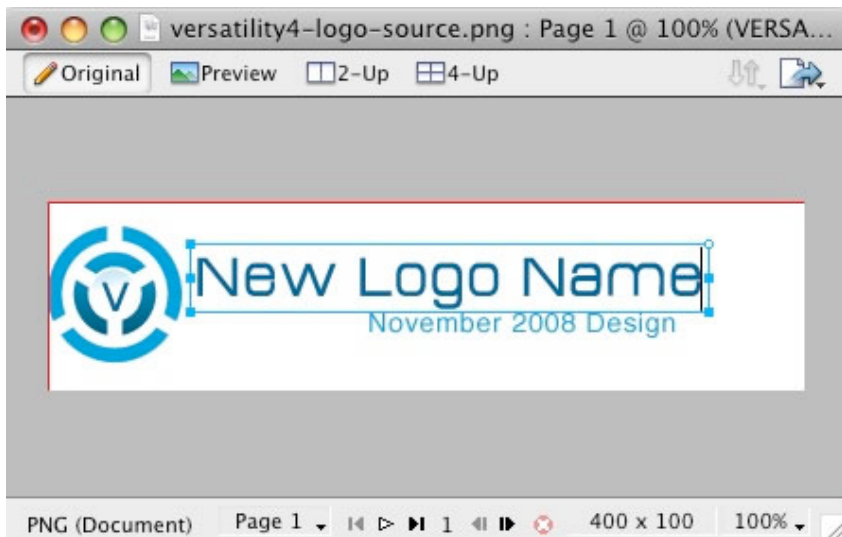 versatility4-logo-source.png : Page 1 @ 100% (VERSA...
Original Preview 2-Up 4-Up
V
New Logo Name
November 2008 Design
PNG (Document) Page 1 1 400 x 100 100%